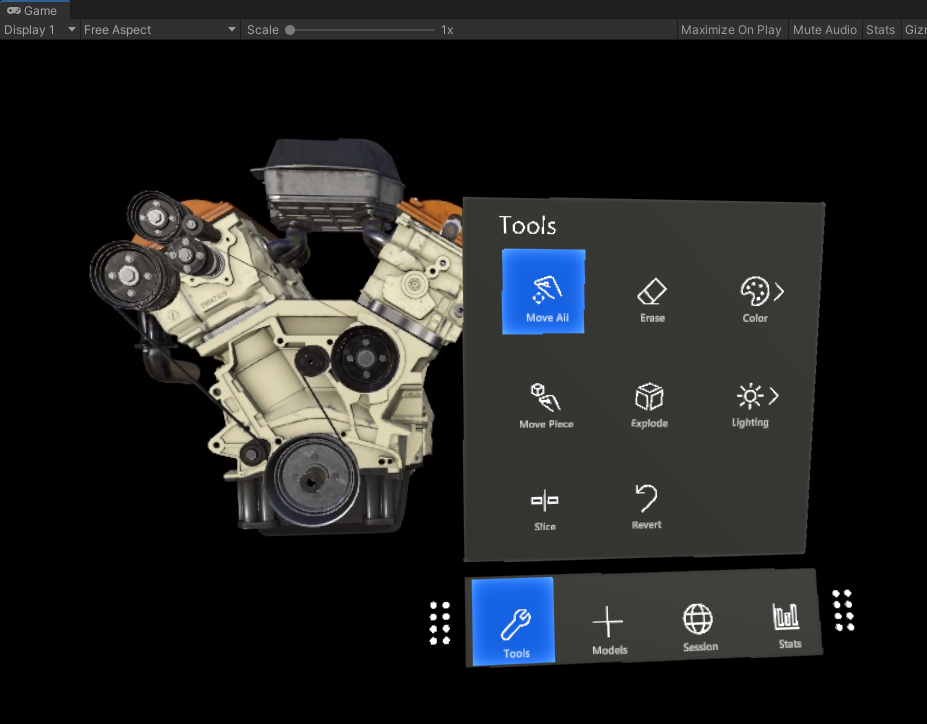 Game
Display 1 Free Aspect Scale 1x Maximize On Play Mute Audio Stats
Tools
Move All Erase Color
Move Piece Explode Lighting
Slice Revert
Tools Models Session Stats